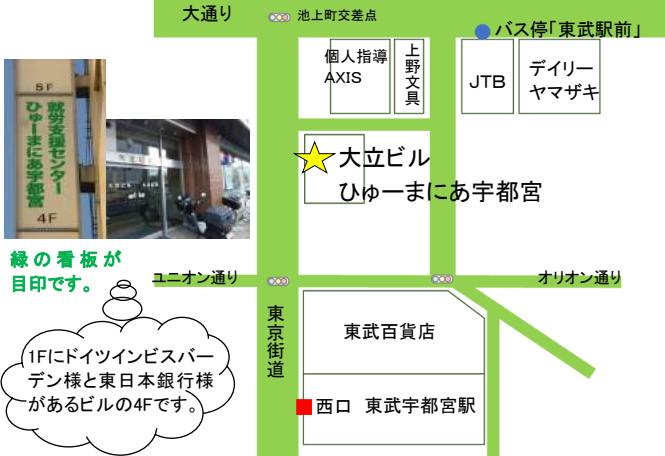 大通り
池上町交差点
バス停「東武駅前」
個人指導
AXIS
上野文具
JTB
デイリー
ヤマザキ
5F
就労支援センター
ひゅーまにあ宇都宮
4F
大立ビル
ひゅーまにあ宇都宮
緑の看板が
目印です。
ユニオン通り
オリオン通り
東京街道
東武百貨店
1Fにドイツインビスバー
デン様と東日本銀行様
があるビルの4Fです。
西口 東武宇都宮駅